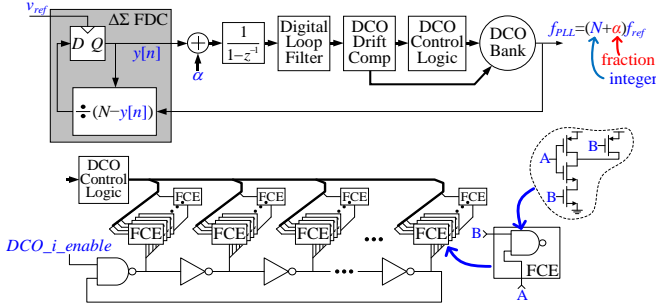 v_ref
ΔΣ FDC
D Q
y[n]
÷(N−y[n])
α
1
1−z⁻¹
Digital
Loop
Filter
DCO
Drift
Comp
DCO
Control
Logic
DCO
Bank
f_PLL=(N+α)f_ref
fraction
integer
DCO
Control
Logic
FCE
FCE
FCE
FCE
FCE
FCE
FCE
FCE
DCO_i_enable
B
A
B
B
FCE
A